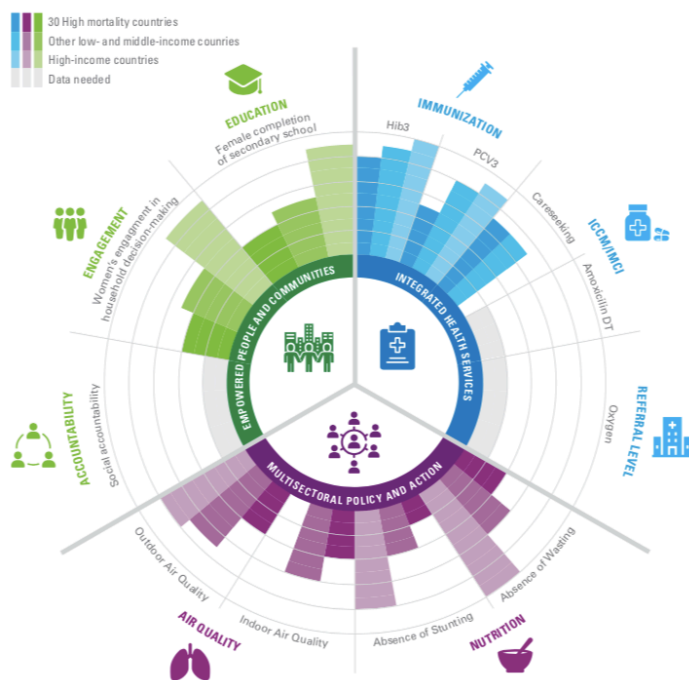 30 High mortality countries
Other low- and middle-income counries
High-income countries
Data needed
EDUCATION
Female completion
of secondary school
IMMUNIZATION
Hib3
PCV3
ICCM/IMCI
Careseeking
Amoxicilin DT
REFERRAL LEVEL
Oxygen
ENGAGEMENT
Women's engagement in
household decision-making
ACCOUNTABILITY
Social accountability
EMPOWERED PEOPLE AND COMMUNITIES
INTEGRATED HEALTH SERVICES
MULTISECTORAL POLICY AND ACTION
Outdoor Air Quality
Indoor Air Quality
AIR QUALITY
Absence of Stunting
Absence of Wasting
NUTRITION